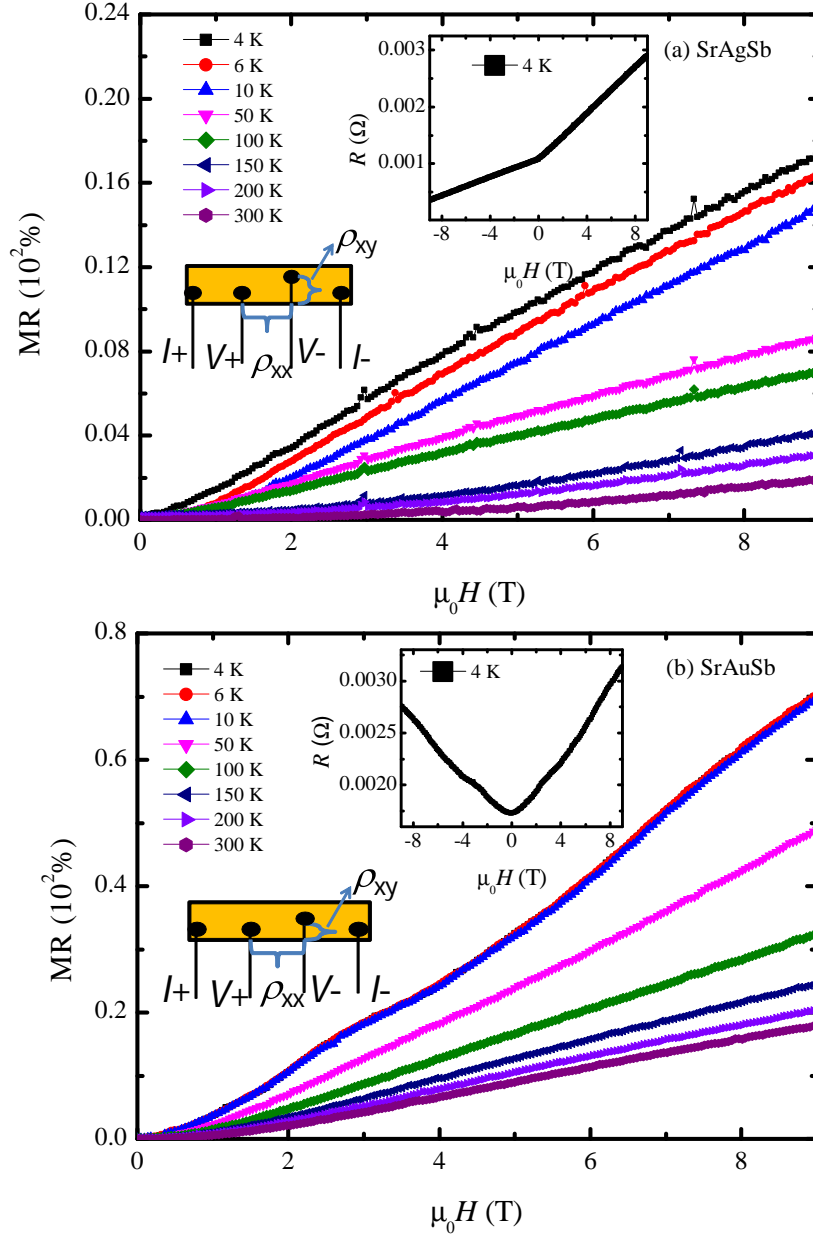 0.24
0.20
0.16
0.12
0.08
0.04
0.00
MR (10²%)
4 K
6 K
10 K
50 K
100 K
150 K
200 K
300 K
0.003
0.002
0.001
R (Ω)
4 K
-8 -4 0 4 8
μ₀H (T)
(a) SrAgSb
ρxy
I+ V+ ρxx V- I-
0 2 4 6 8
μ₀H (T)
0.8
0.6
0.4
0.2
0.0
MR (10²%)
4 K
6 K
10 K
50 K
100 K
150 K
200 K
300 K
0.0030
0.0025
0.0020
R (Ω)
4 K
-8 -4 0 4 8
μ₀H (T)
(b) SrAuSb
ρxy
I+ V+ ρxx V- I-
0 2 4 6 8
μ₀H (T)